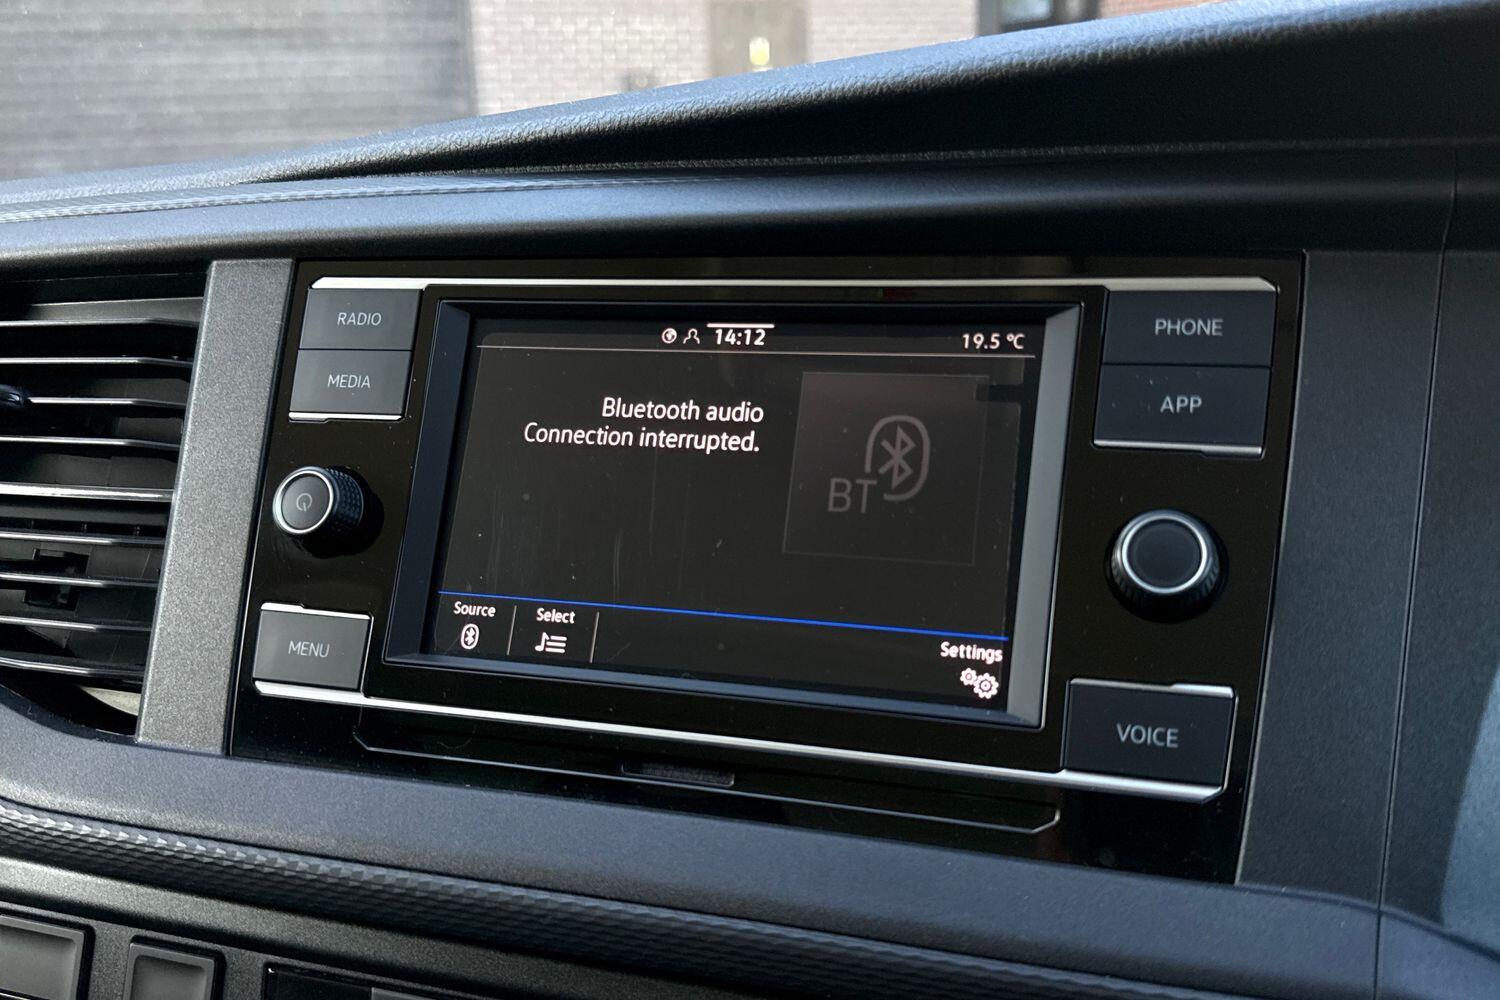 RADIO
MEDIA
MENU
14:12
19.5 °C
Bluetooth audio
Connection interrupted.
BT
Source
Select
Settings
PHONE
APP
VOICE